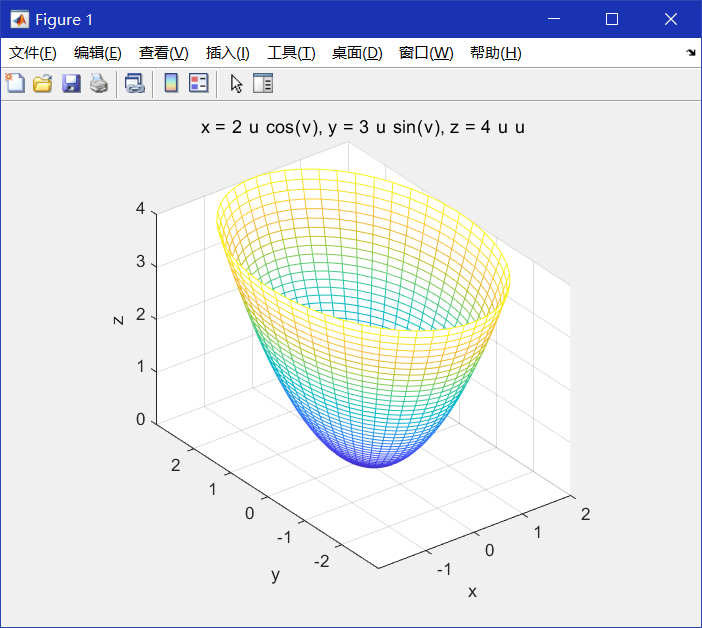 Figure 1
文件(F) 编辑(E) 查看(V) 插入(I) 工具(T) 桌面(D) 窗口(W) 帮助(H)
x = 2 u cos(v), y = 3 u sin(v), z = 4 u u
4
3
2
1
0
z
2
1
0
-1
-2
y
-1
0
1
2
x